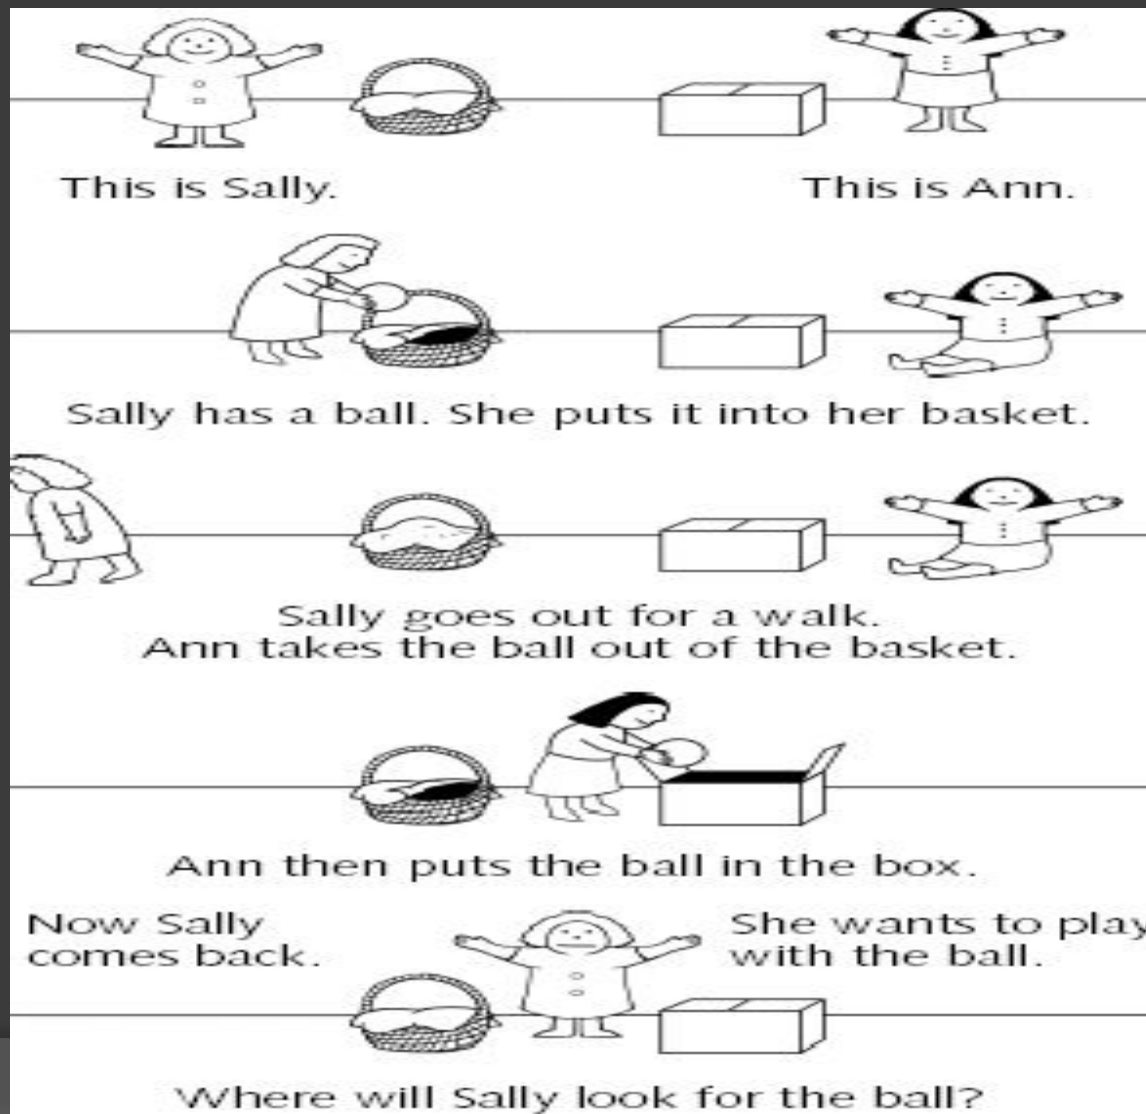 This is Sally.
This is Ann.
Sally has a ball. She puts it into her basket.
Sally goes out for a walk.
Ann takes the ball out of the basket.
Ann then puts the ball in the box.
Now Sally
comes back.
She wants to play
with the ball.
Where will Sally look for the ball?